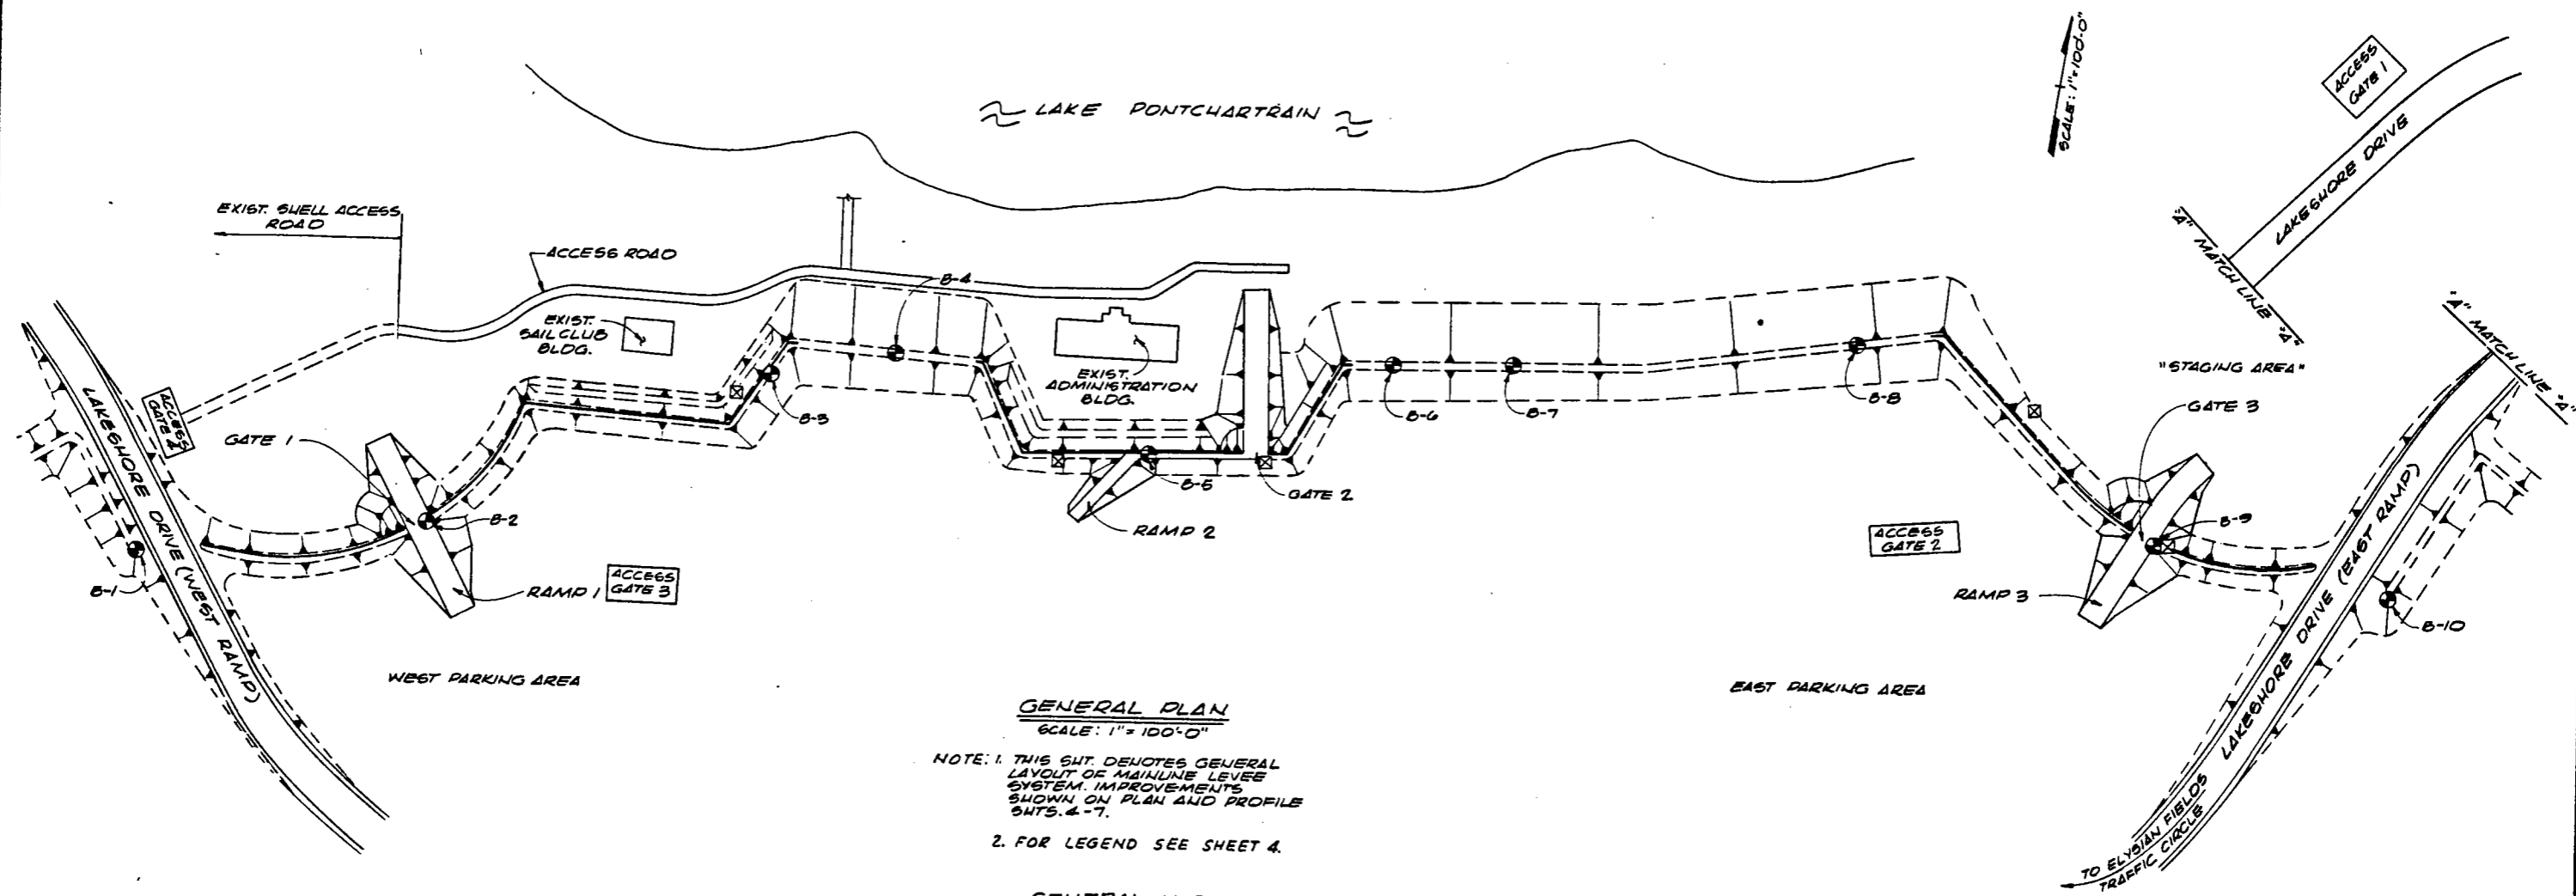 LAKE PONTCHARTRAIN
SCALE: 1"=100'-0"
ACCESS
GATE 1
LAKESHORE DRIVE
"A" MATCH LINE "A"
"A" MATCH LINE "A"
EXIST. SHELL ACCESS
ROAD
ACCESS ROAD
B-4
EXIST.
SAIL CLUB
BLDG.
EXIST.
ADMINISTRATION
BLDG.
"STAGING AREA"
ACCESS
GATE 4
GATE 1
B-3
B-6
B-7
B-8
GATE 3
LAKESHORE DRIVE (WEST RAMP)
B-2
B-5
GATE 2
RAMP 2
B-9
ACCESS
GATE 2
B-1
RAMP 1
ACCESS
GATE 3
RAMP 3
B-10
LAKESHORE DRIVE (EAST RAMP)
WEST PARKING AREA
EAST PARKING AREA
GENERAL PLAN
SCALE: 1"=100'-0"
NOTE: 1. THIS SHT. DENOTES GENERAL
LAYOUT OF MAINLINE LEVEE
SYSTEM. IMPROVEMENTS
SHOWN ON PLAN AND PROFILE
SHTS. 4-7.
2. FOR LEGEND SEE SHEET 4.
TO ELYSIAN FIELDS
TRAFFIC CIRCLE
GENERAL